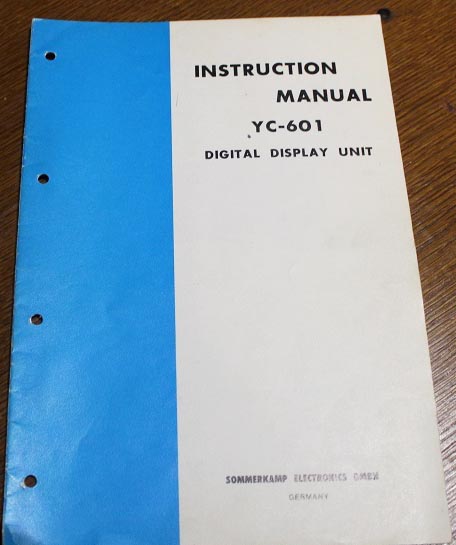 INSTRUCTION
MANUAL
YC-601
DIGITAL DISPLAY UNIT
SOMMERKAMP ELECTRONICS GMBH
GERMANY